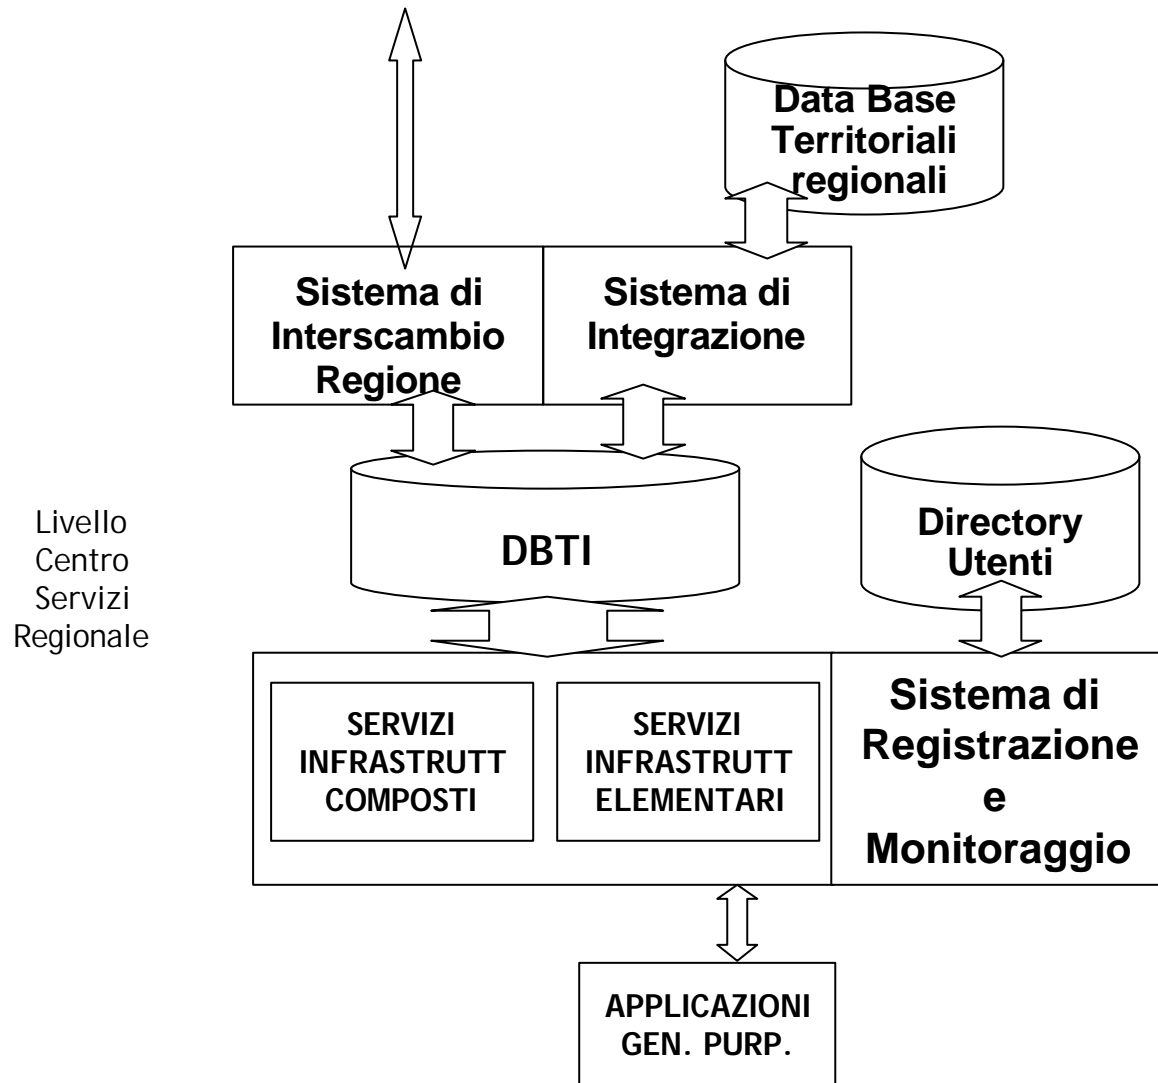 Data Base
Territoriali
regionali
Sistema di
Interscambio
Regione
Sistema di
Integrazione
Livello
Centro
Servizi
Regionale
DBTI
Directory
Utenti
SERVIZI
INFRASTRUTT
COMPOSTI
SERVIZI
INFRASTRUTT
ELEMENTARI
Sistema di
Registrazione
e
Monitoraggio
APPLICAZIONI
GEN. PURP.